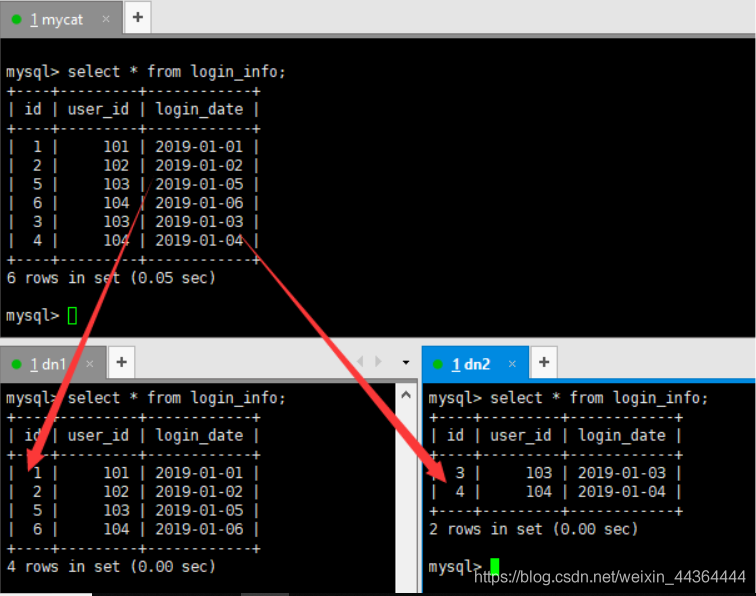 1 mycat × +
mysql> select * from login_info;
+----+---------+------------+
| id | user_id | login_date |
+----+---------+------------+
| 1 | 101 | 2019-01-01 |
| 2 | 102 | 2019-01-02 |
| 5 | 103 | 2019-01-05 |
| 6 | 104 | 2019-01-06 |
| 3 | 103 | 2019-01-03 |
| 4 | 104 | 2019-01-04 |
+----+---------+------------+
6 rows in set (0.05 sec)
mysql>
1 dn1 × +
mysql> select * from login_info;
+----+---------+------------+
| id | user_id | login_date |
+----+---------+------------+
| 1 | 101 | 2019-01-01 |
| 2 | 102 | 2019-01-02 |
| 5 | 103 | 2019-01-05 |
| 6 | 104 | 2019-01-06 |
+----+---------+------------+
4 rows in set (0.00 sec)
1 dn2 × +
mysql> select * from login_info;
+----+---------+------------+
| id | user_id | login_date |
+----+---------+------------+
| 3 | 103 | 2019-01-03 |
| 4 | 104 | 2019-01-04 |
+----+---------+------------+
2 rows in set (0.00 sec)
mysql>
https://blog.csdn.net/weixin_44364444